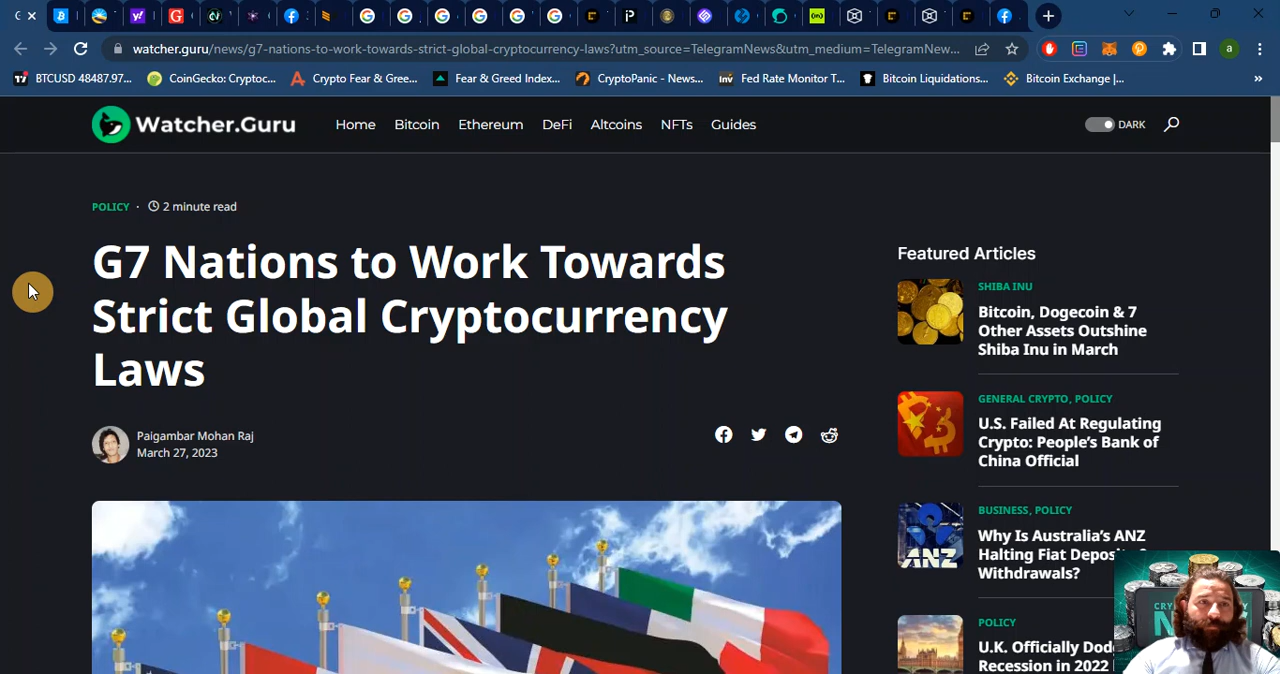 watcher.guru/news/g7-nations-to-work-towards-strict-global-cryptocurrency-laws?utm_source=TelegramNews&utm_medium=TelegramNew...
BTCUSD 48487.97...
CoinGecko: Cryptoc...
Crypto Fear & Gree...
Fear & Greed Index...
CryptoPanic - News...
Fed Rate Monitor T...
Bitcoin Liquidations...
Bitcoin Exchange |...
Watcher.Guru
Home
Bitcoin
Ethereum
DeFi
Altcoins
NFTs
Guides
DARK
POLICY · 2 minute read
G7 Nations to Work Towards
Strict Global Cryptocurrency
Laws
Paigambar Mohan Raj
March 27, 2023
Featured Articles
SHIBA INU
Bitcoin, Dogecoin & 7
Other Assets Outshine
Shiba Inu in March
GENERAL CRYPTO, POLICY
U.S. Failed At Regulating
Crypto: People's Bank of
China Official
BUSINESS, POLICY
Why Is Australia's ANZ
Halting Fiat
Withdrawals?
ANZ
POLICY
U.K. Officially
Recession in 2022